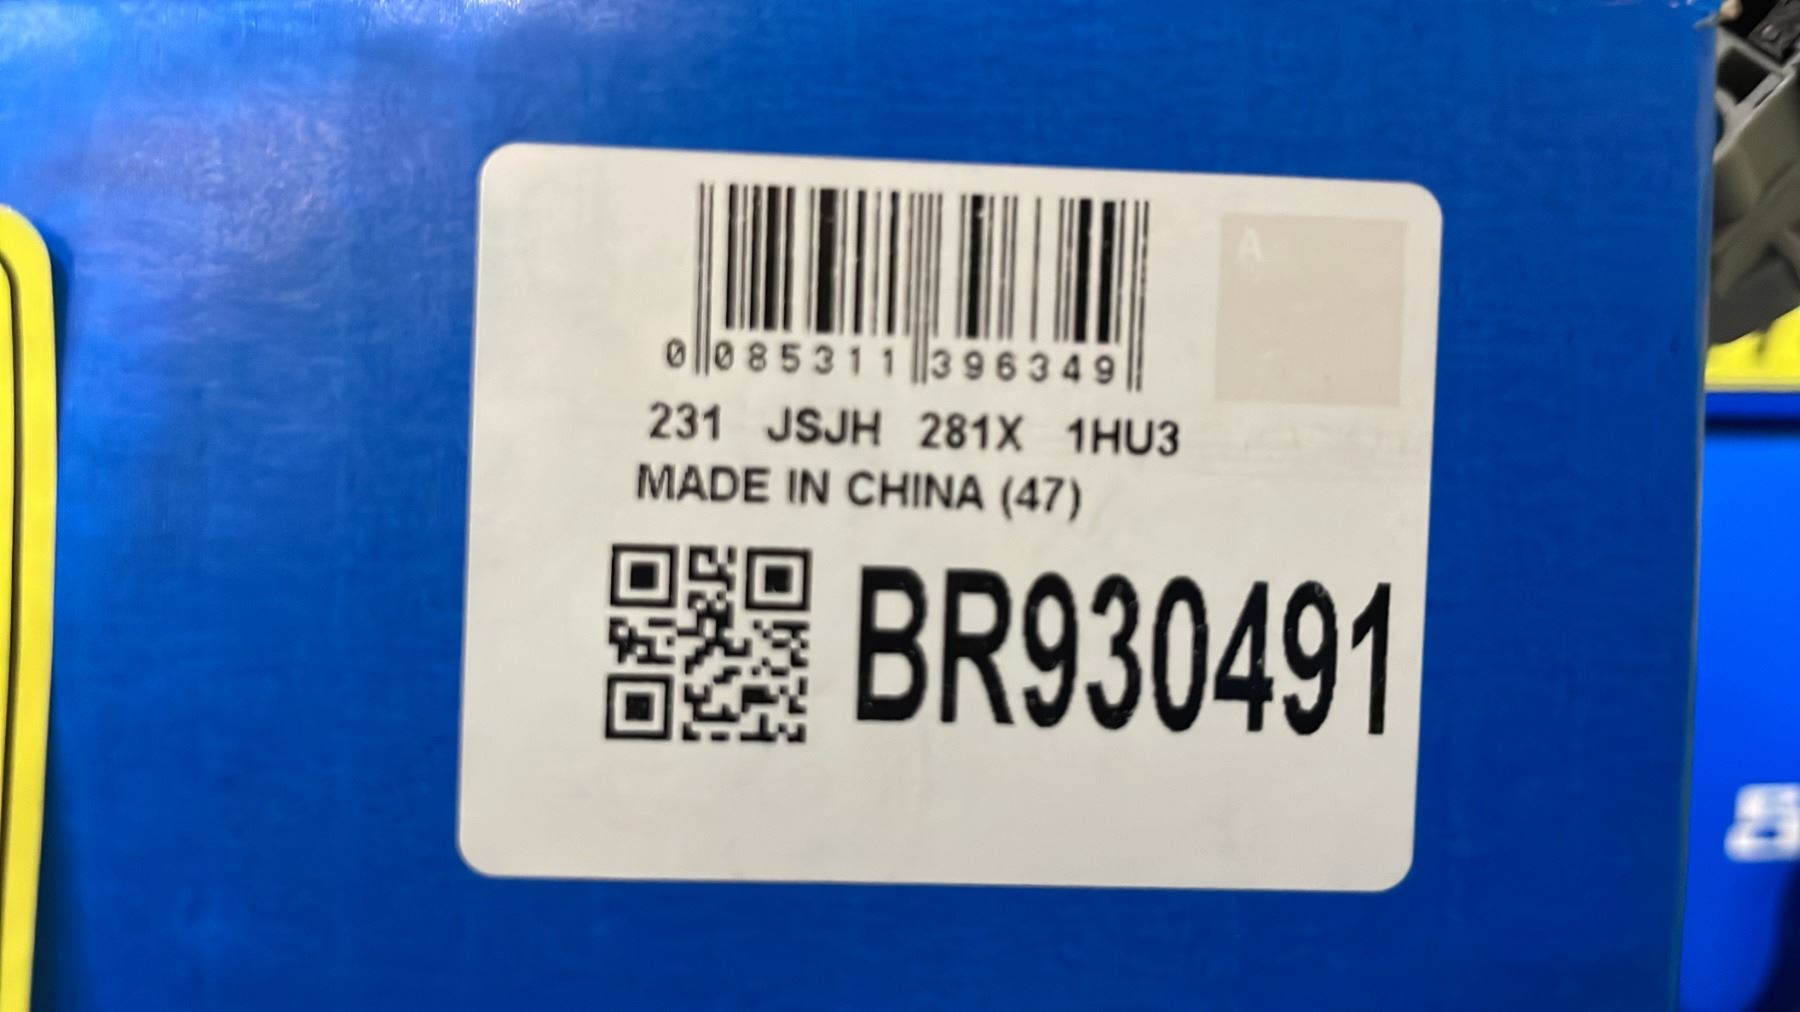 0 085311 396349
231 JSJH 281X 1HU3
MADE IN CHINA (47)
BR930491